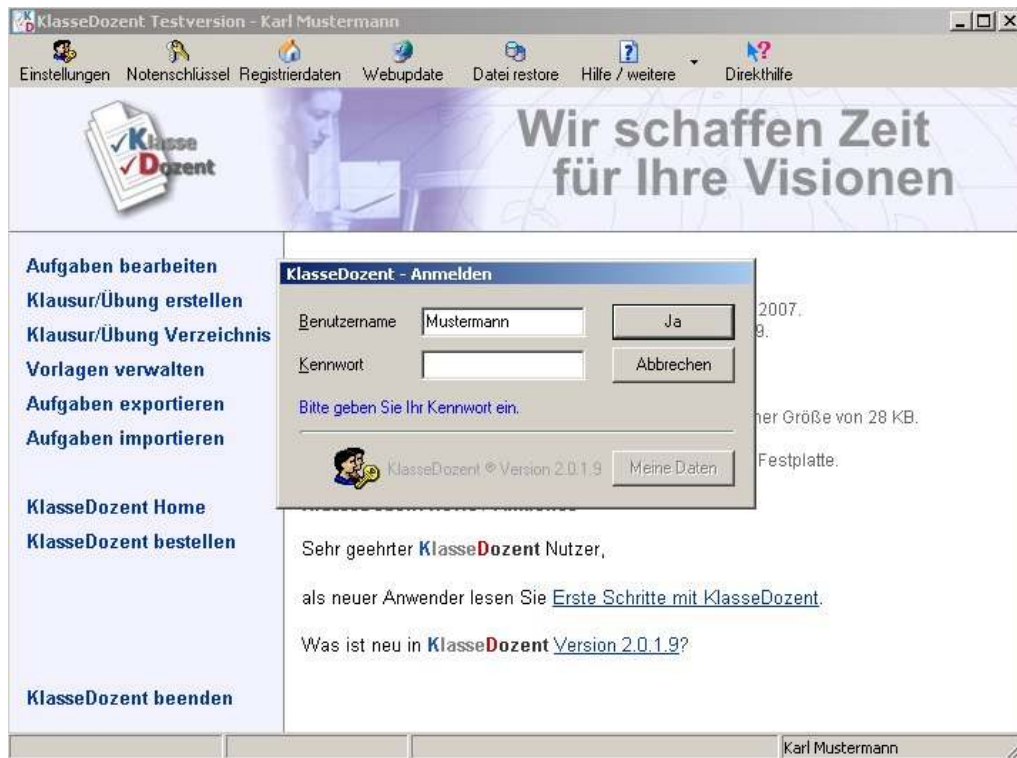 KlasseDozent Testversion - Karl Mustermann
Einstellungen Notenschlüssel Registrierdaten Webupdate Datei restore Hilfe / weitere Direkthilfe
Klasse
Dozent
Wir schaffen Zeit
für Ihre Visionen
Aufgaben bearbeiten
Klausur/Übung erstellen
Klausur/Übung Verzeichnis
Vorlagen verwalten
Aufgaben exportieren
Aufgaben importieren
KlasseDozent Home
KlasseDozent bestellen
KlasseDozent beenden
KlasseDozent - Anmelden
Benutzername Mustermann Ja
Kennwort Abbrechen
Bitte geben Sie Ihr Kennwort ein.
KlasseDozent ® Version 2.0.1.9 Meine Daten
2007.
9.
Größe von 28 KB.
Festplatte.
Sehr geehrter KlasseDozent Nutzer,
als neuer Anwender lesen Sie Erste Schritte mit KlasseDozent.
Was ist neu in KlasseDozent Version 2.0.1.9?
Karl Mustermann